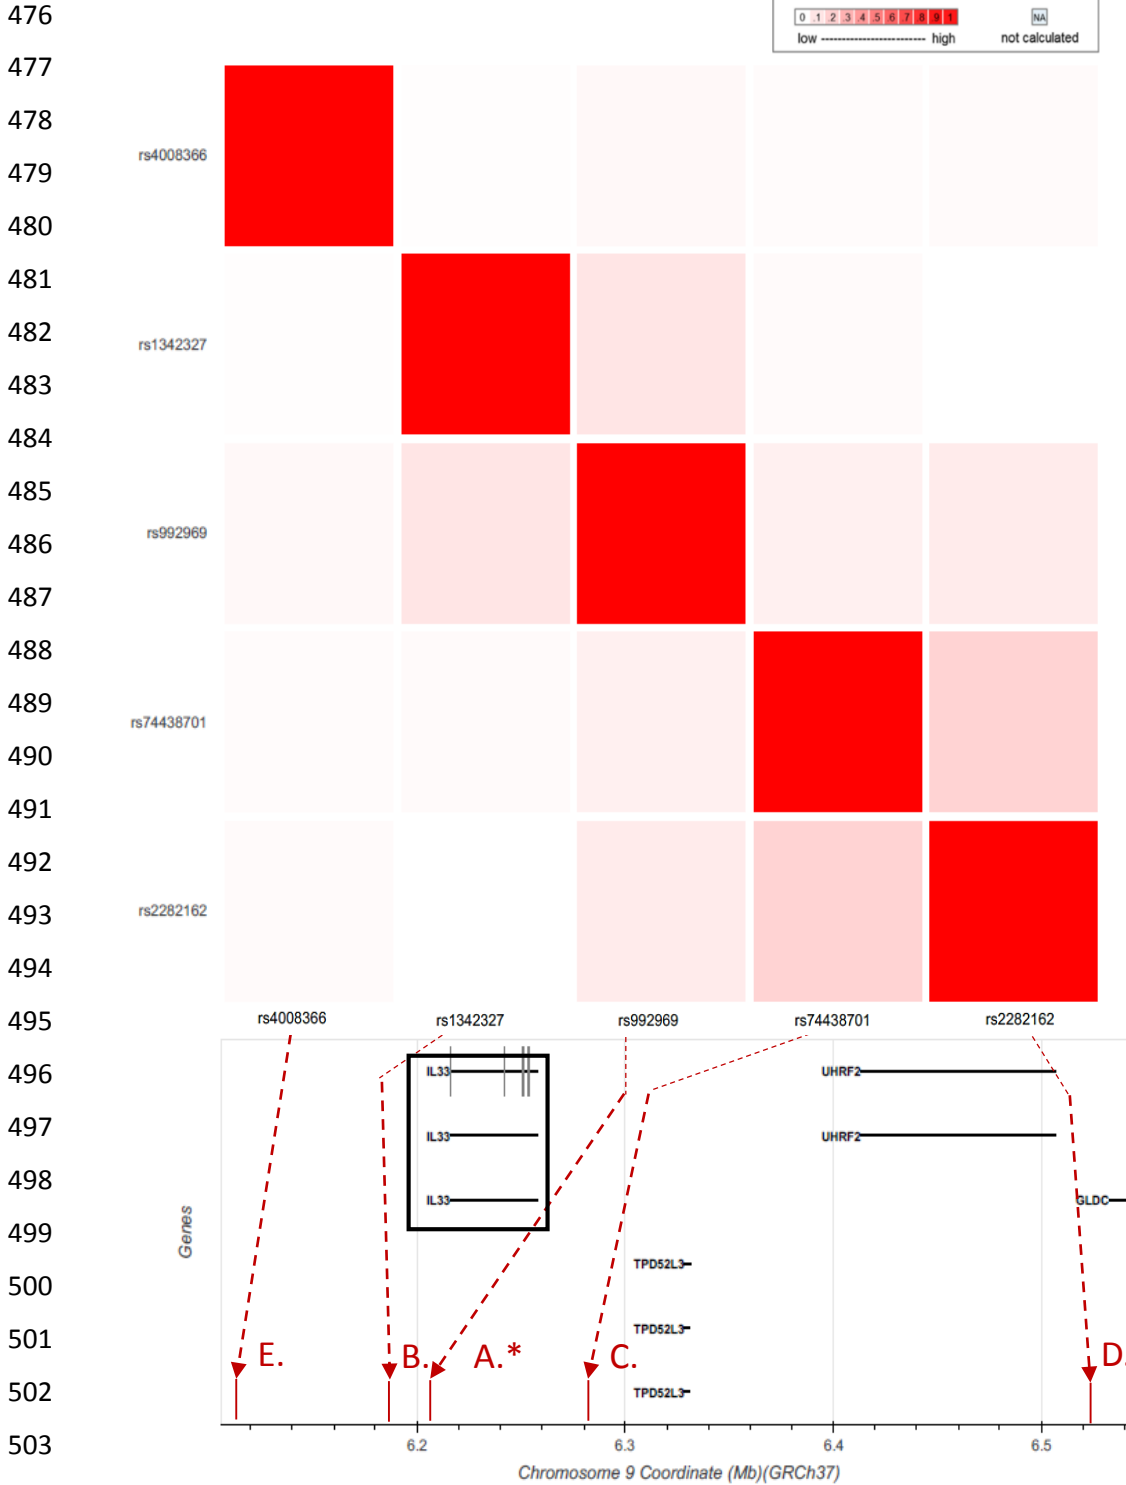 476
0 .1 .2 .3 .4 .5 .6 .7 .8 .9 1 NA
low ------------------------- high not calculated
477
478
479
rs4008366
480
481
482
rs1342327
483
484
485
486
rs992969
487
488
489
rs74438701
490
491
492
493
rs2282162
494
495
rs4008366 rs1342327 rs992969 rs74438701 rs2282162
496
IL33 UHRF2
497
IL33 UHRF2
498
IL33 GLDC
499
Genes
TPD52L3
500
501
TPD52L3
E. B. A.* C. D.
502
TPD52L3
503
6.2 6.3 6.4 6.5
Chromosome 9 Coordinate (Mb)(GRCh37)